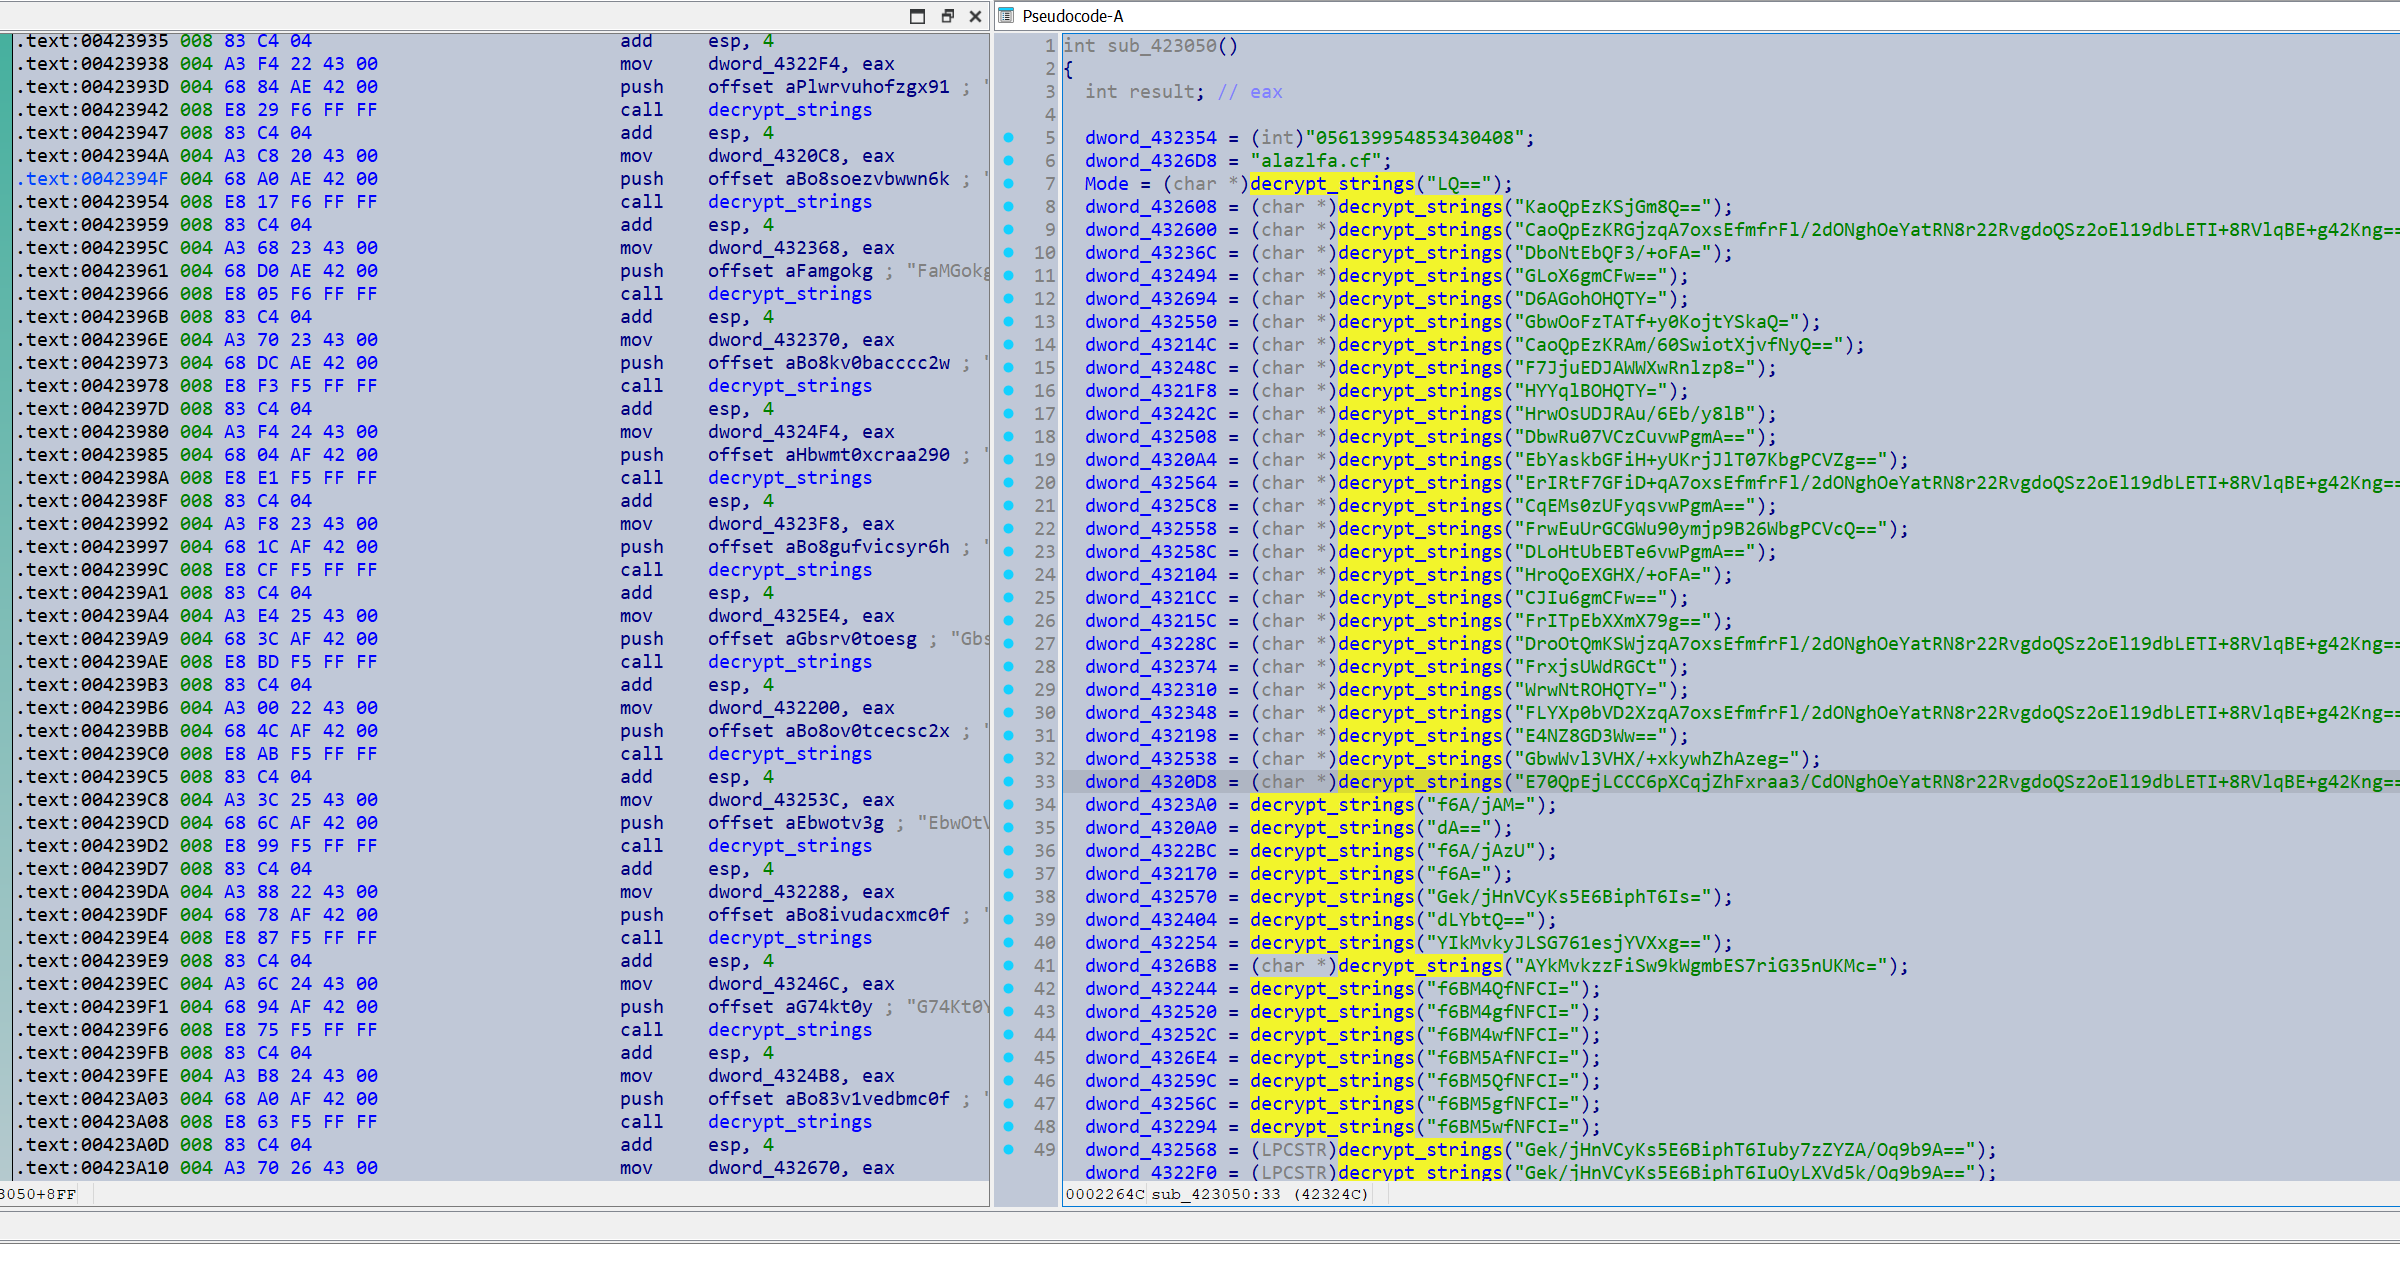 Pseudocode-A
.text:00423935 008 83 C4 04 add esp, 4
.text:00423938 004 A3 F4 22 43 00 mov dword_4322F4, eax
.text:0042393D 004 68 84 AE 42 00 push offset aPlwrvuhofzgx91 ; "
.text:00423942 008 E8 29 F6 FF FF call decrypt_strings
.text:00423947 008 83 C4 04 add esp, 4
.text:0042394A 004 A3 C8 20 43 00 mov dword_4320C8, eax
.text:0042394F 004 68 A0 AE 42 00 push offset aBo8soezvbwwn6k ; "
.text:00423954 008 E8 17 F6 FF FF call decrypt_strings
.text:00423959 008 83 C4 04 add esp, 4
.text:0042395C 004 A3 68 23 43 00 mov dword_432368, eax
.text:00423961 004 68 D0 AE 42 00 push offset aFamgokg ; "FaMGokg
.text:00423966 008 E8 05 F6 FF FF call decrypt_strings
.text:0042396B 008 83 C4 04 add esp, 4
.text:0042396E 004 A3 70 23 43 00 mov dword_432370, eax
.text:00423973 004 68 DC AE 42 00 push offset aBo8kv0bacccc2w ; "
.text:00423978 008 E8 F3 F5 FF FF call decrypt_strings
.text:0042397D 008 83 C4 04 add esp, 4
.text:00423980 004 A3 F4 24 43 00 mov dword_4324F4, eax
.text:00423985 004 68 04 AF 42 00 push offset aHbwmt0xcraa290 ; "
.text:0042398A 008 E8 E1 F5 FF FF call decrypt_strings
.text:0042398F 008 83 C4 04 add esp, 4
.text:00423992 004 A3 F8 23 43 00 mov dword_4323F8, eax
.text:00423997 004 68 1C AF 42 00 push offset aBo8gufvicsyr6h ; "
.text:0042399C 008 E8 CF F5 FF FF call decrypt_strings
.text:004239A1 008 83 C4 04 add esp, 4
.text:004239A4 004 A3 E4 25 43 00 mov dword_4325E4, eax
.text:004239A9 004 68 3C AF 42 00 push offset aGbsrv0toesg ; "Gbs
.text:004239AE 008 E8 BD F5 FF FF call decrypt_strings
.text:004239B3 008 83 C4 04 add esp, 4
.text:004239B6 004 A3 00 22 43 00 mov dword_432200, eax
.text:004239BB 004 68 4C AF 42 00 push offset aBo8ov0tcecsc2x ; "
.text:004239C0 008 E8 AB F5 FF FF call decrypt_strings
.text:004239C5 008 83 C4 04 add esp, 4
.text:004239C8 004 A3 3C 25 43 00 mov dword_43253C, eax
.text:004239CD 004 68 6C AF 42 00 push offset aEbwotv3g ; "EbwOtV
.text:004239D2 008 E8 99 F5 FF FF call decrypt_strings
.text:004239D7 008 83 C4 04 add esp, 4
.text:004239DA 004 A3 88 22 43 00 mov dword_432288, eax
.text:004239DF 004 68 78 AF 42 00 push offset aBo8ivudacxmc0f ; "
.text:004239E4 008 E8 87 F5 FF FF call decrypt_strings
.text:004239E9 008 83 C4 04 add esp, 4
.text:004239EC 004 A3 6C 24 43 00 mov dword_43246C, eax
.text:004239F1 004 68 94 AF 42 00 push offset aG74kt0y ; "G74Kt0Y
.text:004239F6 008 E8 75 F5 FF FF call decrypt_strings
.text:004239FB 008 83 C4 04 add esp, 4
.text:004239FE 004 A3 B8 24 43 00 mov dword_4324B8, eax
.text:00423A03 004 68 A0 AF 42 00 push offset aBo83v1vedbmc0f ; "
.text:00423A08 008 E8 63 F5 FF FF call decrypt_strings
.text:00423A0D 008 83 C4 04 add esp, 4
.text:00423A10 004 A3 70 26 43 00 mov dword_432670, eax
3050+8FF
1 int sub_423050()
2 {
3 int result; // eax
4
5 dword_432354 = (int)"056139954853430408";
6 dword_4326D8 = "alazlfa.cf";
7 Mode = (char *)decrypt_strings("LQ==");
8 dword_432608 = (char *)decrypt_strings("KaoQpEzKSjGm8Q==");
9 dword_432600 = (char *)decrypt_strings("CaoQpEzKRGjzqA7oxsEfmfrFl/2dONghOeYatRN8r22RvgdoQSz2oEl19dbLETI+8RVlqBE+g42Kng==
10 dword_43236C = (char *)decrypt_strings("DboNtEbQF3/+oFA=");
11 dword_432494 = (char *)decrypt_strings("GLoX6gmCFw==");
12 dword_432694 = (char *)decrypt_strings("D6AGohOHQTY=");
13 dword_432550 = (char *)decrypt_strings("GbwOoFzTATf+y0KojtYSkaQ=");
14 dword_43214C = (char *)decrypt_strings("CaoQpEzKRAm/60SwiotXjvfNyQ==");
15 dword_43248C = (char *)decrypt_strings("F7JjuEDJAWWXwRnlzp8=");
16 dword_4321F8 = (char *)decrypt_strings("HYYqlBOHQTY=");
17 dword_43242C = (char *)decrypt_strings("HrwOsUDJRAu/6Eb/y8lB");
18 dword_432508 = (char *)decrypt_strings("DbwRu07VCzCuvwPgmA==");
19 dword_4320A4 = (char *)decrypt_strings("EbYaskbGFiH+yUKrjJlT07KbgPCVZg==");
20 dword_432564 = (char *)decrypt_strings("ErIRtF7GFiD+qA7oxsEfmfrFl/2dONghOeYatRN8r22RvgdoQSz2oEl19dbLETI+8RVlqBE+g42Kng==
21 dword_4325C8 = (char *)decrypt_strings("CqEMs0zUFyqsvwPgmA==");
22 dword_432558 = (char *)decrypt_strings("FrwEuUrGCGWu90ymjp9B26WbgPCVcQ==");
23 dword_43258C = (char *)decrypt_strings("DLoHtUbEBTe6vwPgmA==");
24 dword_432104 = (char *)decrypt_strings("HroQoEXGHX/+oFA=");
25 dword_4321CC = (char *)decrypt_strings("CJIu6gmCFw==");
26 dword_43215C = (char *)decrypt_strings("FrITpEbXXmX79g==");
27 dword_43228C = (char *)decrypt_strings("DroOtQmKSWjzqA7oxsEfmfrFl/2dONghOeYatRN8r22RvgdoQSz2oEl19dbLETI+8RVlqBE+g42Kng==
28 dword_432374 = (char *)decrypt_strings("FrxjsUWdRGCt");
29 dword_432310 = (char *)decrypt_strings("WrwNtROHQTY=");
30 dword_432348 = (char *)decrypt_strings("FLYXp0bVD2XzqA7oxsEfmfrFl/2dONghOeYatRN8r22RvgdoQSz2oEl19dbLETI+8RVlqBE+g42Kng==
31 dword_432198 = (char *)decrypt_strings("E4NZ8GD3Ww==");
32 dword_432538 = (char *)decrypt_strings("GbwWvl3VHX/+xkywhZhAzeg=");
33 dword_4320D8 = (char *)decrypt_strings("E70QpEjLCCC6pXCqjZhFxraa3/CdONghOeYatRN8r22RvgdoQSz2oEl19dbLETI+8RVlqBE+g42Kng==
34 dword_4323A0 = decrypt_strings("f6A/jAM=");
35 dword_4320A0 = decrypt_strings("dA==");
36 dword_4322BC = decrypt_strings("f6A/jAzU");
37 dword_432170 = decrypt_strings("f6A=");
38 dword_432570 = decrypt_strings("Gek/jHnVCyKs5E6BiphT6Is=");
39 dword_432404 = decrypt_strings("dLYbtQ==");
40 dword_432254 = decrypt_strings("YIkMvkyJLSG761esjYVXxg==");
41 dword_4326B8 = (char *)decrypt_strings("AYkMvkzzFiSw9kWgmbES7riG35nUKMc=");
42 dword_432244 = decrypt_strings("f6BM4QfNFCI=");
43 dword_432520 = decrypt_strings("f6BM4gfNFCI=");
44 dword_43252C = decrypt_strings("f6BM4wfNFCI=");
45 dword_4326E4 = decrypt_strings("f6BM5AfNFCI=");
46 dword_43259C = decrypt_strings("f6BM5QfNFCI=");
47 dword_43256C = decrypt_strings("f6BM5gfNFCI=");
48 dword_432294 = decrypt_strings("f6BM5wfNFCI=");
49 dword_432568 = (LPCSTR)decrypt_strings("Gek/jHnVCyKs5E6BiphT6Iuby7zZYZA/Oq9b9A==");
dword_4322F0 = (LPCSTR)decrypt_strings("Gek/jHnVCyKs5E6BiphT6IuOyLXVd5k/Oq9b9A==");
0002264C sub_423050:33 (42324C)